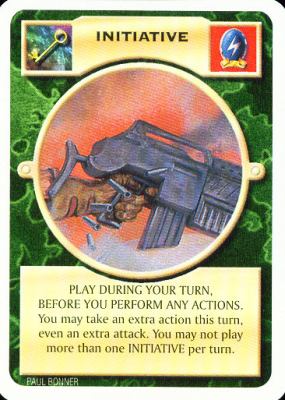 INITIATIVE
PLAY DURING YOUR TURN,
BEFORE YOU PERFORM ANY ACTIONS.
You may take an extra action this turn,
even an extra attack. You may not play
more than one INITIATIVE per turn.
PAUL BONNER